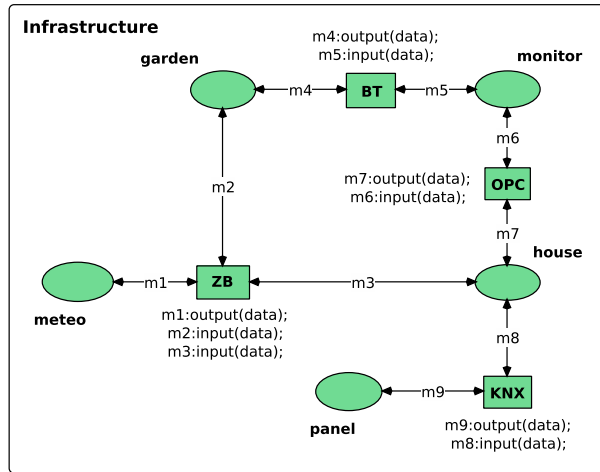 Infrastructure
m4:output(data);
m5:input(data);
garden
monitor
m4
BT
m5
m6
m7:output(data);
m6:input(data);
OPC
m2
m7
house
m1
ZB
m3
meteo
m1:output(data);
m2:input(data);
m3:input(data);
m8
m9
KNX
panel
m9:output(data);
m8:input(data);